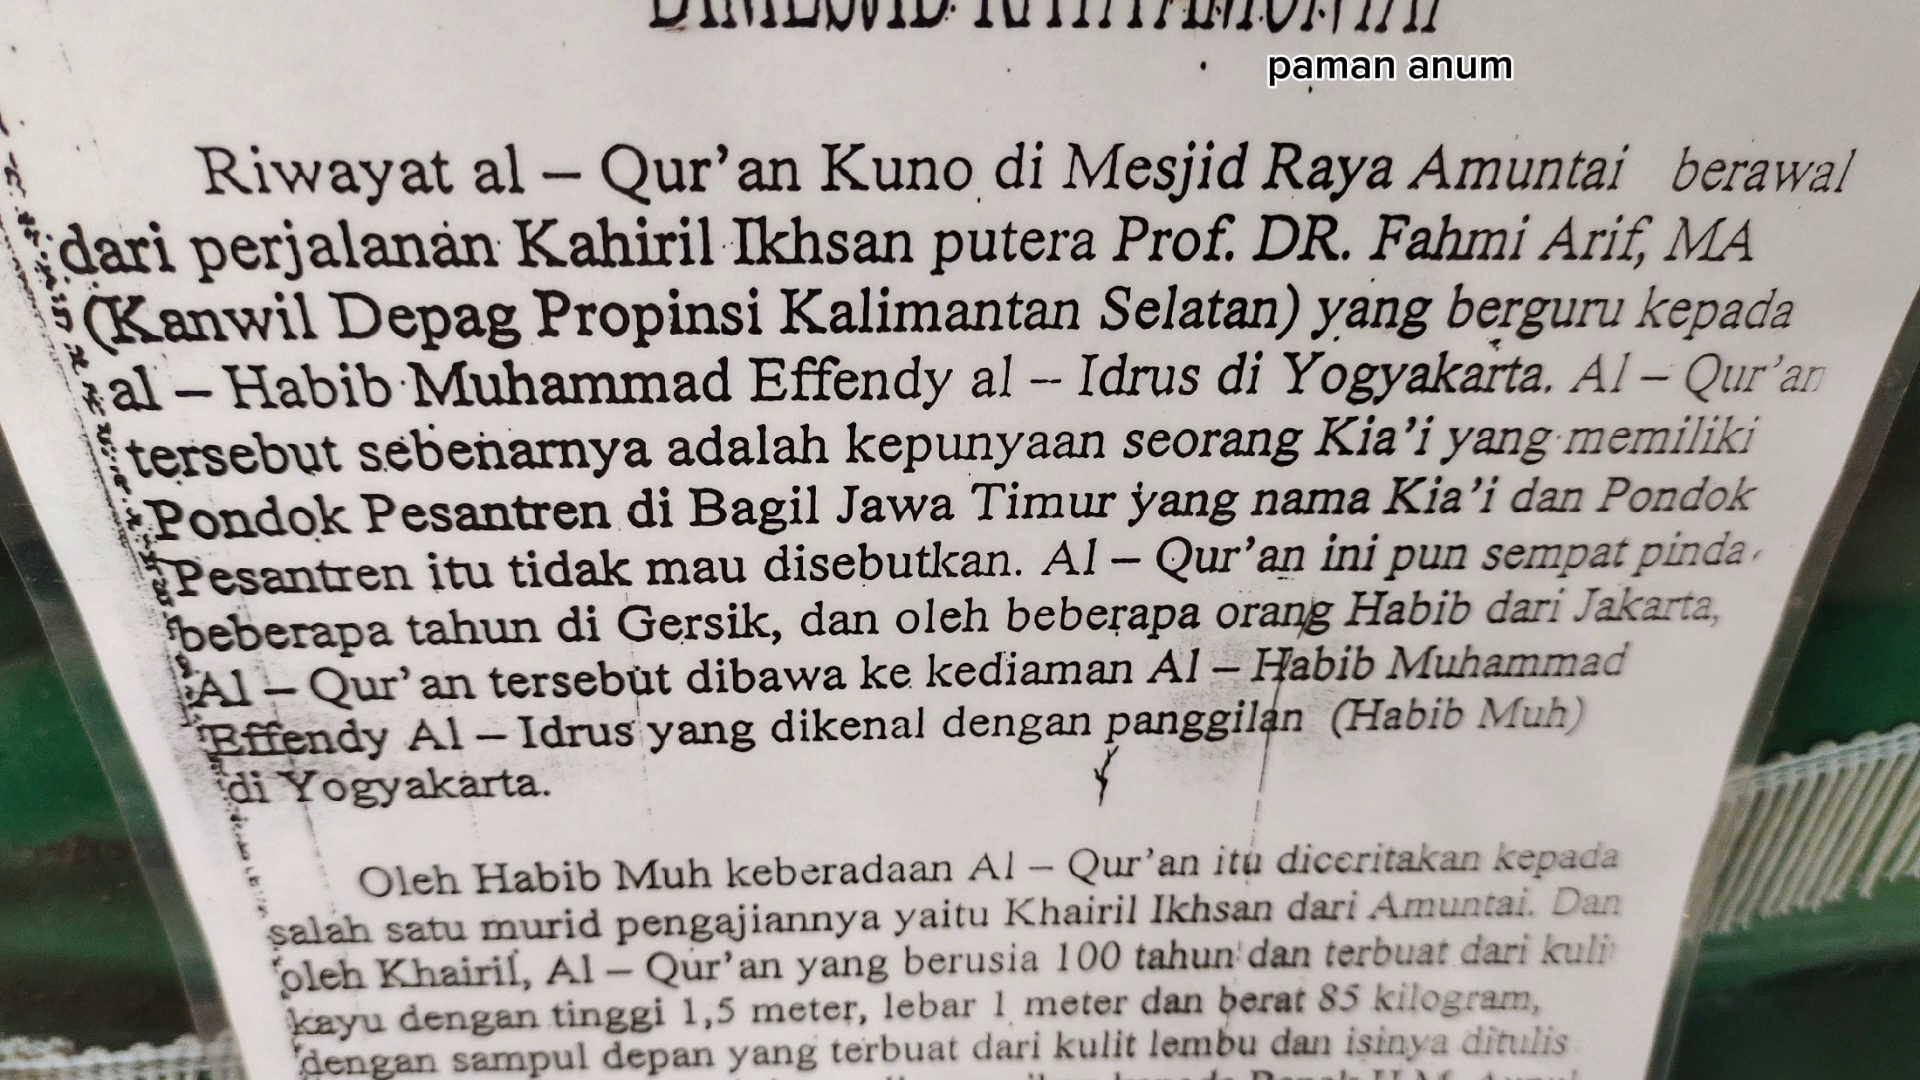 DI MESJID RAYA AMUNTAI
paman anum
Riwayat al – Qur'an Kuno di Mesjid Raya Amuntai berawal
dari perjalanan Kahiril Ikhsan putera Prof. DR. Fahmi Arif, MA
(Kanwil Depag Propinsi Kalimantan Selatan) yang berguru kepada
al – Habib Muhammad Effendy al – Idrus di Yogyakarta. Al – Qur'an
tersebut sebenarnya adalah kepunyaan seorang Kia'i yang memiliki
Pondok Pesantren di Bagil Jawa Timur yang nama Kia'i dan Pondok
Pesantren itu tidak mau disebutkan. Al – Qur'an ini pun sempat pinda
beberapa tahun di Gersik, dan oleh beberapa orang Habib dari Jakarta,
Al – Qur'an tersebut dibawa ke kediaman Al – Habib Muhammad
Effendy Al – Idrus yang dikenal dengan panggilan (Habib Muh)
di Yogyakarta.
Oleh Habib Muh keberadaan Al – Qur'an itu diceritakan kepada
salah satu murid pengajiannya yaitu Khairil Ikhsan dari Amuntai. Dan
oleh Khairil, Al – Qur'an yang berusia 100 tahun dan terbuat dari kuli
kayu dengan tinggi 1,5 meter, lebar 1 meter dan berat 85 kilogram,
dengan sampul depan yang terbuat dari kulit lembu dan isinya ditulis